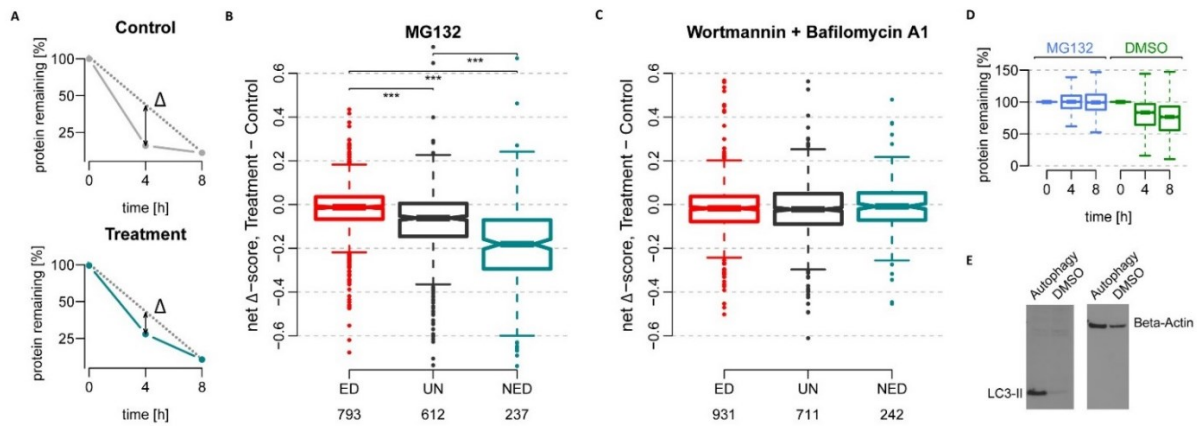 A
Control
protein remaining [%]
100
50
25
Δ
0 4 8
time [h]
Treatment
protein remaining [%]
100
50
25
Δ
0 4 8
time [h]
B
MG132
net Δ−score, Treatment − Control
0.6
0.4
0.2
0.0
−0.2
−0.4
−0.6
***
***
***
ED UN NED
793 612 237
C
Wortmannin + Bafilomycin A1
net Δ−score, Treatment − Control
0.6
0.4
0.2
0.0
−0.2
−0.4
−0.6
ED UN NED
931 711 242
D
MG132 DMSO
protein remaining [%]
150
100
50
0
0 4 8 0 4 8
time [h]
E
Autophagy
DMSO
Autophagy
DMSO
Beta-Actin
LC3-II